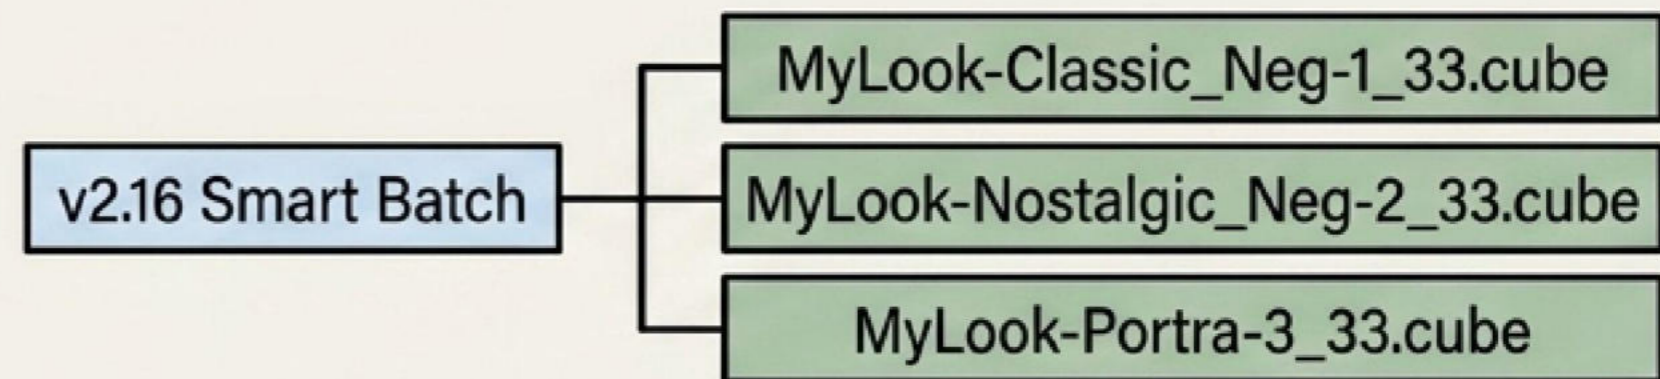 MyLook-Classic_Neg-1_33.cube
v2.16 Smart Batch
MyLook-Nostalgic_Neg-2_33.cube
MyLook-Portra-3_33.cube